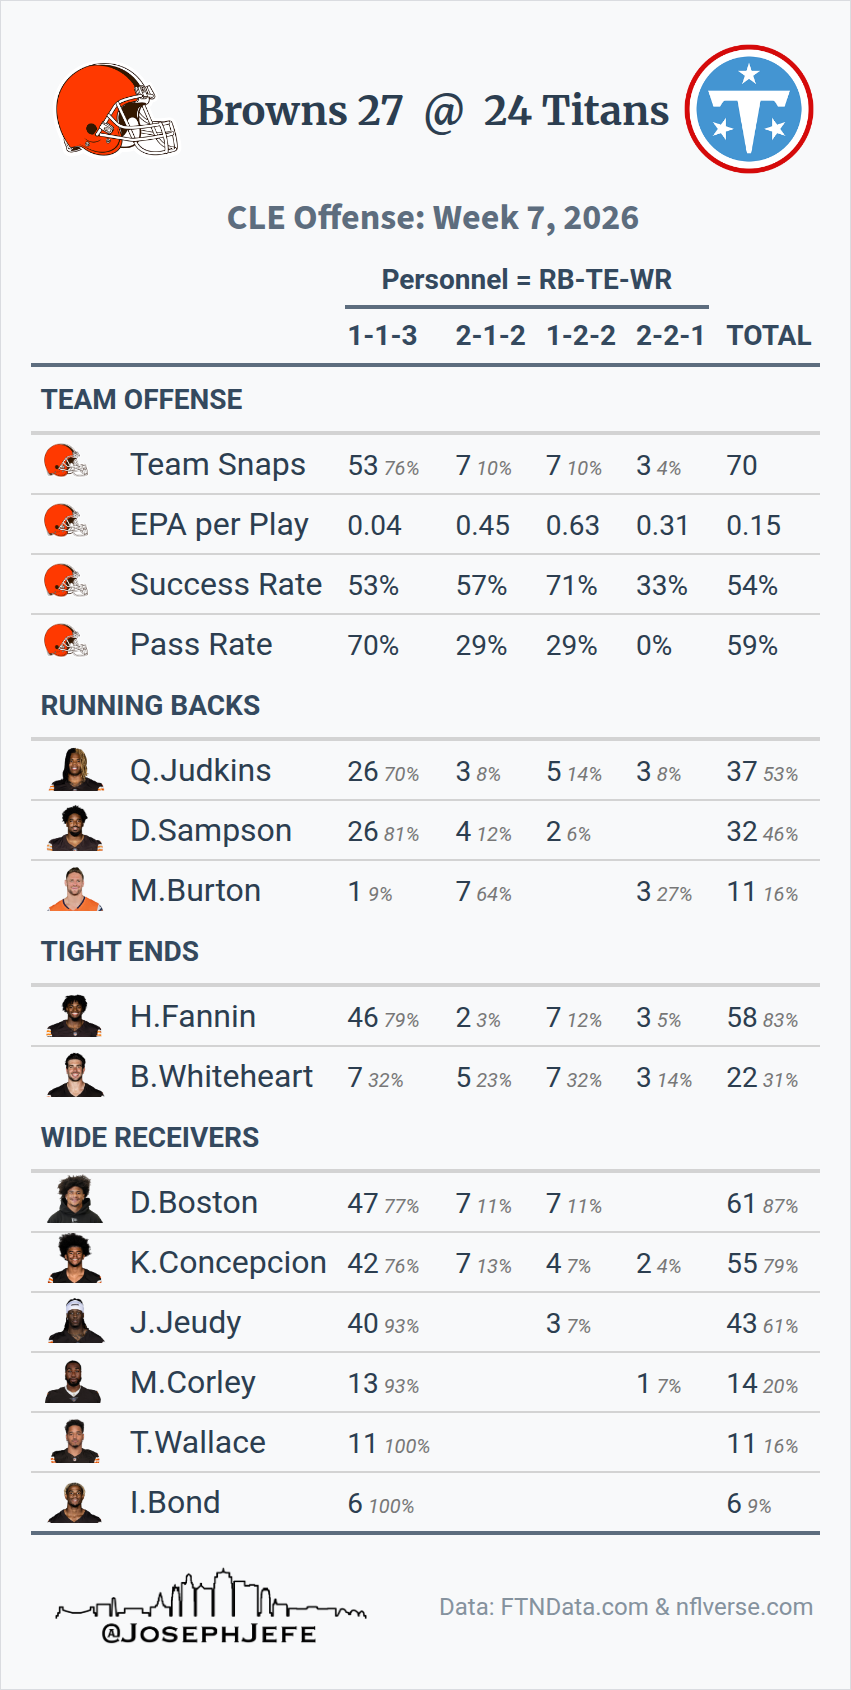 Browns 27 @ 24 Titans
CLE Offense: Week 7, 2026
Personnel = RB-TE-WR
1-1-3 2-1-2 1-2-2 2-2-1 TOTAL
TEAM OFFENSE
Team Snaps 53 76% 7 10% 7 10% 3 4% 70
EPA per Play 0.04 0.45 0.63 0.31 0.15
Success Rate 53% 57% 71% 33% 54%
Pass Rate 70% 29% 29% 0% 59%
RUNNING BACKS
Q.Judkins 26 70% 3 8% 5 14% 3 8% 37 53%
D.Sampson 26 81% 4 12% 2 6% 32 46%
M.Burton 1 9% 7 64% 3 27% 11 16%
TIGHT ENDS
H.Fannin 46 79% 2 3% 7 12% 3 5% 58 83%
B.Whiteheart 7 32% 5 23% 7 32% 3 14% 22 31%
WIDE RECEIVERS
D.Boston 47 77% 7 11% 7 11% 61 87%
K.Concepcion 42 76% 7 13% 4 7% 2 4% 55 79%
J.Jeudy 40 93% 3 7% 43 61%
M.Corley 13 93% 1 7% 14 20%
T.Wallace 11 100% 11 16%
I.Bond 6 100% 6 9%
@JosephJefe
Data: FTNData.com & nflverse.com